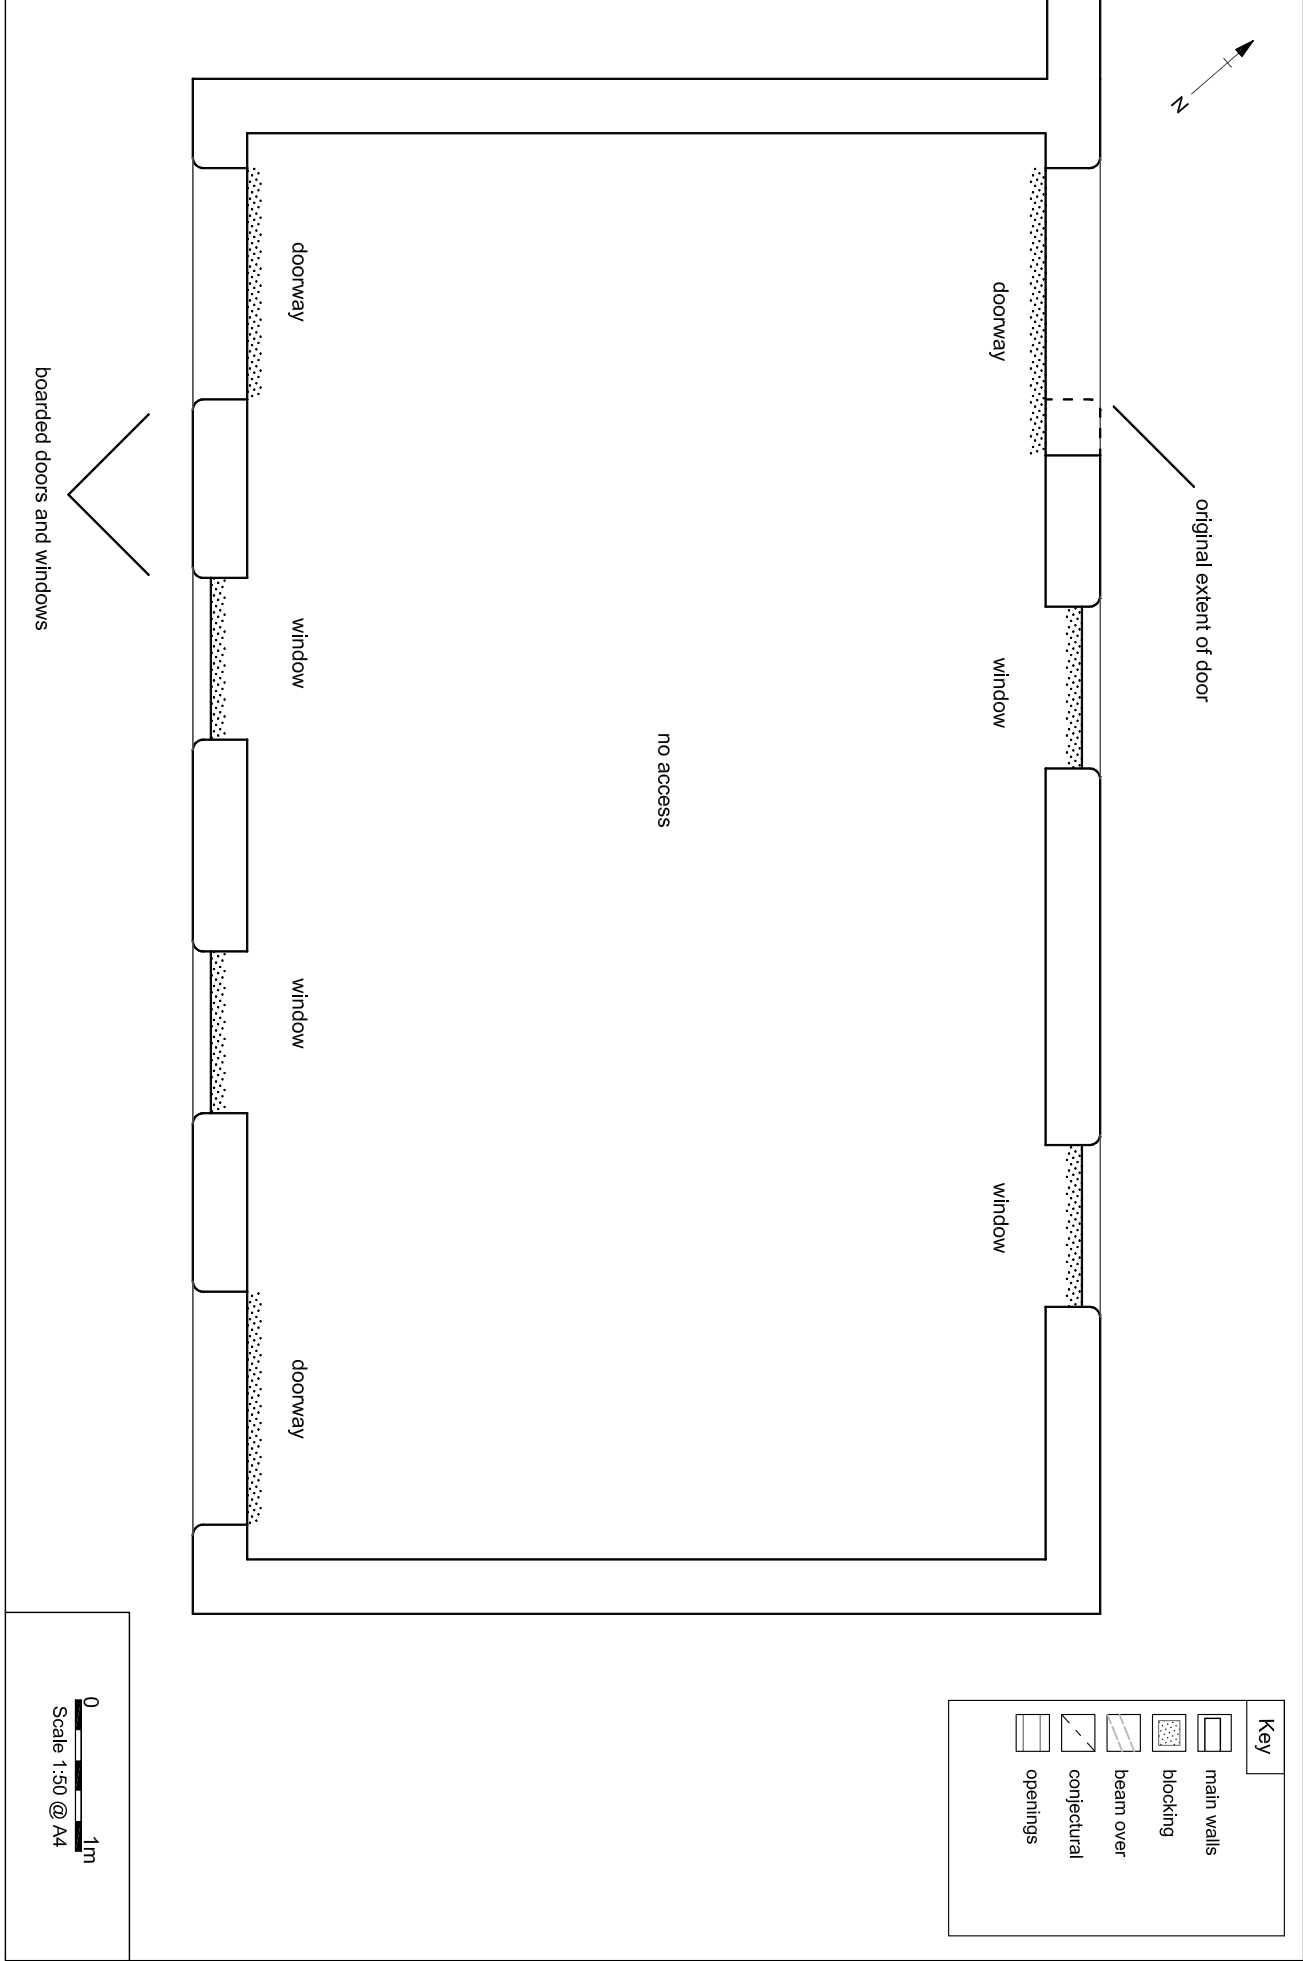 N
original extent of door
doorway
window
window
no access
doorway
window
window
doorway
boarded doors and windows
Key
main walls
blocking
beam over
conjectural
openings
0 1m
Scale 1:50 @ A4